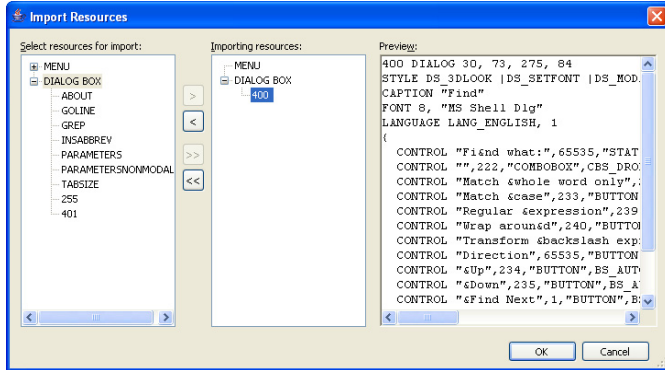 Import Resources
Select resources for import:
MENU
DIALOG BOX
ABOUT
GOLINE
GREP
INSABBREV
PARAMETERS
PARAMETERSNONMODAL
TABSIZE
255
401
>
<
>>
<<
Importing resources:
MENU
DIALOG BOX
400
Preview:
400 DIALOG 30, 73, 275, 84
STYLE DS_3DLOOK |DS_SETFONT |DS_MOD
CAPTION "Find"
FONT 8, "MS Shell Dlg"
LANGUAGE LANG_ENGLISH, 1
{
CONTROL "Fi&nd what:",65535,"STAT
CONTROL "",222,"COMBOBOX",CBS_DRO
CONTROL "Match &whole word only",
CONTROL "Match &case",233,"BUTTON
CONTROL "Regular &expression",239
CONTROL "Wrap aroun&d",240,"BUTTO
CONTROL "Transform &backslash exp
CONTROL "Direction",65535,"BUTTON
CONTROL "&Up",234,"BUTTON",BS_AUT
CONTROL "&Down",235,"BUTTON",BS_A
CONTROL "&Find Next",1,"BUTTON",B
OK
Cancel